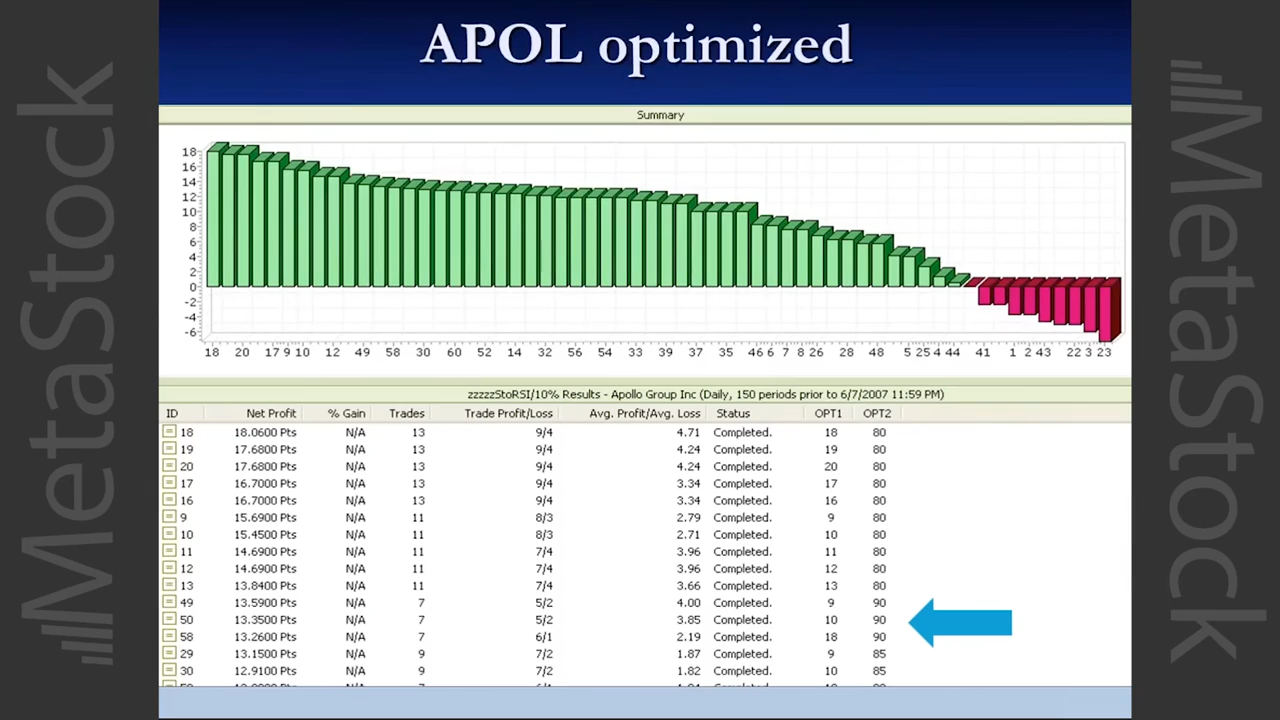 APOL optimized
MetaStock
MetaStock
Summary
18
16
14
12
10
8
6
4
2
0
-2
-4
-6
18 20 17 9 10 12 49 50 30 60 52 14 32 56 54 33 39 37 35 46 6 7 8 26 28 48 5 25 4 44 41 1 2 43 22 3 23
zzzzzStoRSI/10% Results - Apollo Group Inc (Daily, 150 periods prior to 6/7/2007 11:59 PM)
ID Net Profit % Gain Trades Trade Profit/Loss Avg. Profit/Avg. Loss Status OPT1 OPT2
18 18.0600 Pts N/A 13 9/4 4.71 Completed. 18 80
19 17.6800 Pts N/A 13 9/4 4.24 Completed. 19 80
20 17.6800 Pts N/A 13 9/4 4.24 Completed. 20 80
17 16.7000 Pts N/A 13 9/4 3.34 Completed. 17 80
16 16.7000 Pts N/A 13 9/4 3.34 Completed. 16 80
9 15.6900 Pts N/A 11 8/3 2.79 Completed. 9 80
10 15.4500 Pts N/A 11 8/3 2.71 Completed. 10 80
11 14.6900 Pts N/A 11 7/4 3.96 Completed. 11 80
12 14.6900 Pts N/A 11 7/4 3.96 Completed. 12 80
13 13.8400 Pts N/A 11 7/4 3.66 Completed. 13 80
49 13.5900 Pts N/A 7 5/2 4.00 Completed. 9 90
50 13.3500 Pts N/A 7 5/2 3.85 Completed. 10 90
58 13.2600 Pts N/A 7 6/1 2.19 Completed. 18 90
29 13.1500 Pts N/A 9 7/2 1.87 Completed. 9 85
30 12.9100 Pts N/A 9 7/2 1.82 Completed. 10 85